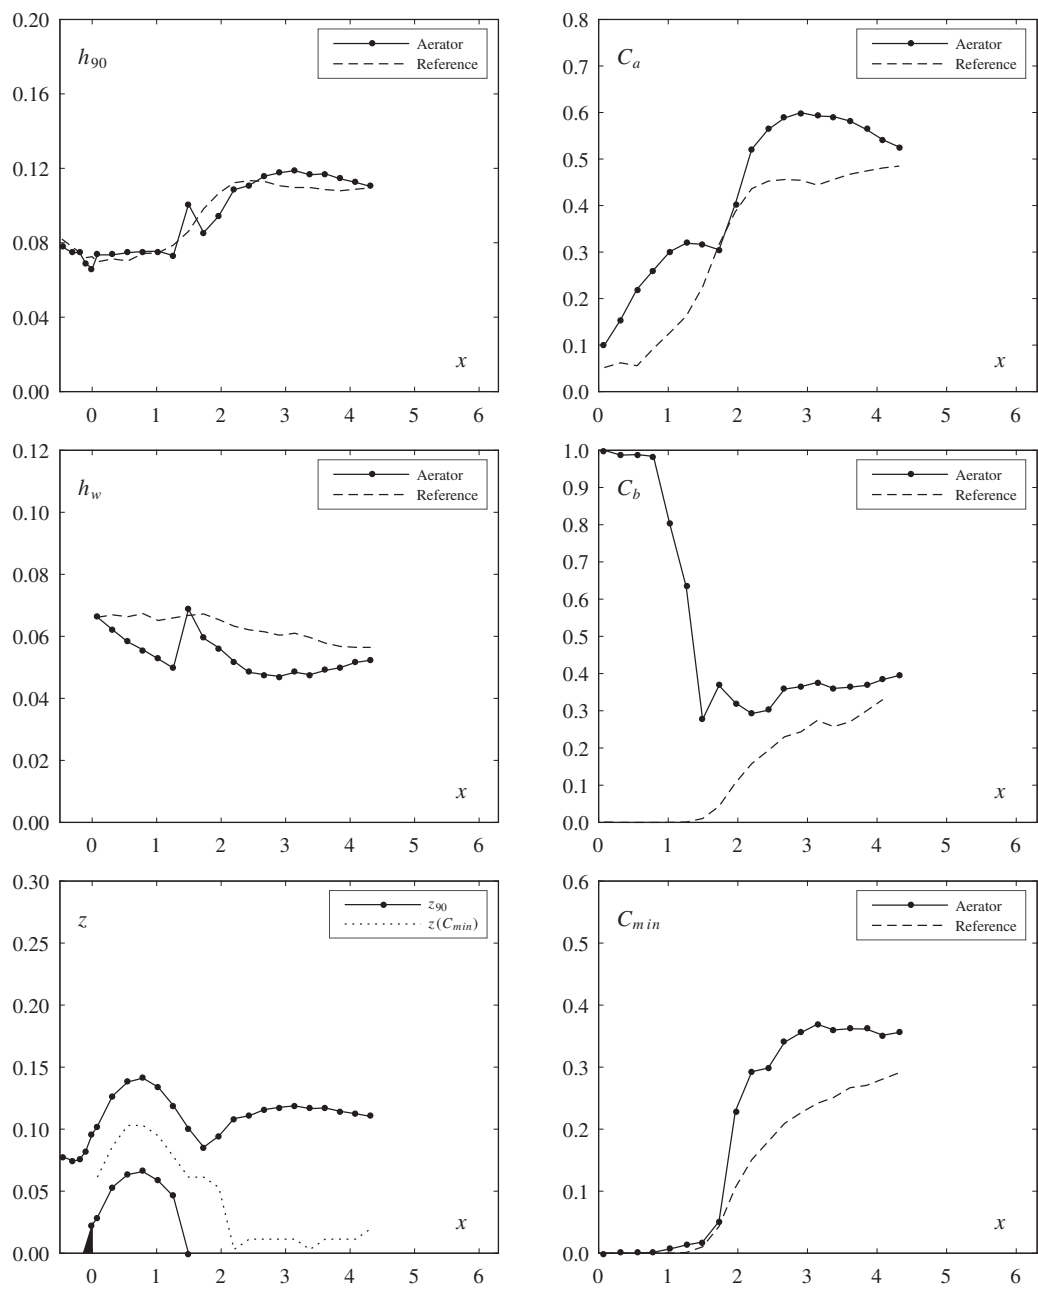 0.20
h90
Aerator
Reference
0.16
0.12
0.08
0.04
x
0.00
0 1 2 3 4 5 6
0.8
Ca
Aerator
Reference
0.7
0.6
0.5
0.4
0.3
0.2
0.1
x
0.0
0 1 2 3 4 5 6
0.12
hw
Aerator
Reference
0.10
0.08
0.06
0.04
0.02
x
0.00
0 1 2 3 4 5 6
1.0
Cb
Aerator
Reference
0.9
0.8
0.7
0.6
0.5
0.4
0.3
0.2
0.1
x
0.0
0 1 2 3 4 5 6
0.30
z
z90
z(Cmin)
0.25
0.20
0.15
0.10
0.05
x
0.00
0 1 2 3 4 5 6
0.6
Cmin
Aerator
Reference
0.5
0.4
0.3
0.2
0.1
x
0.0
0 1 2 3 4 5 6